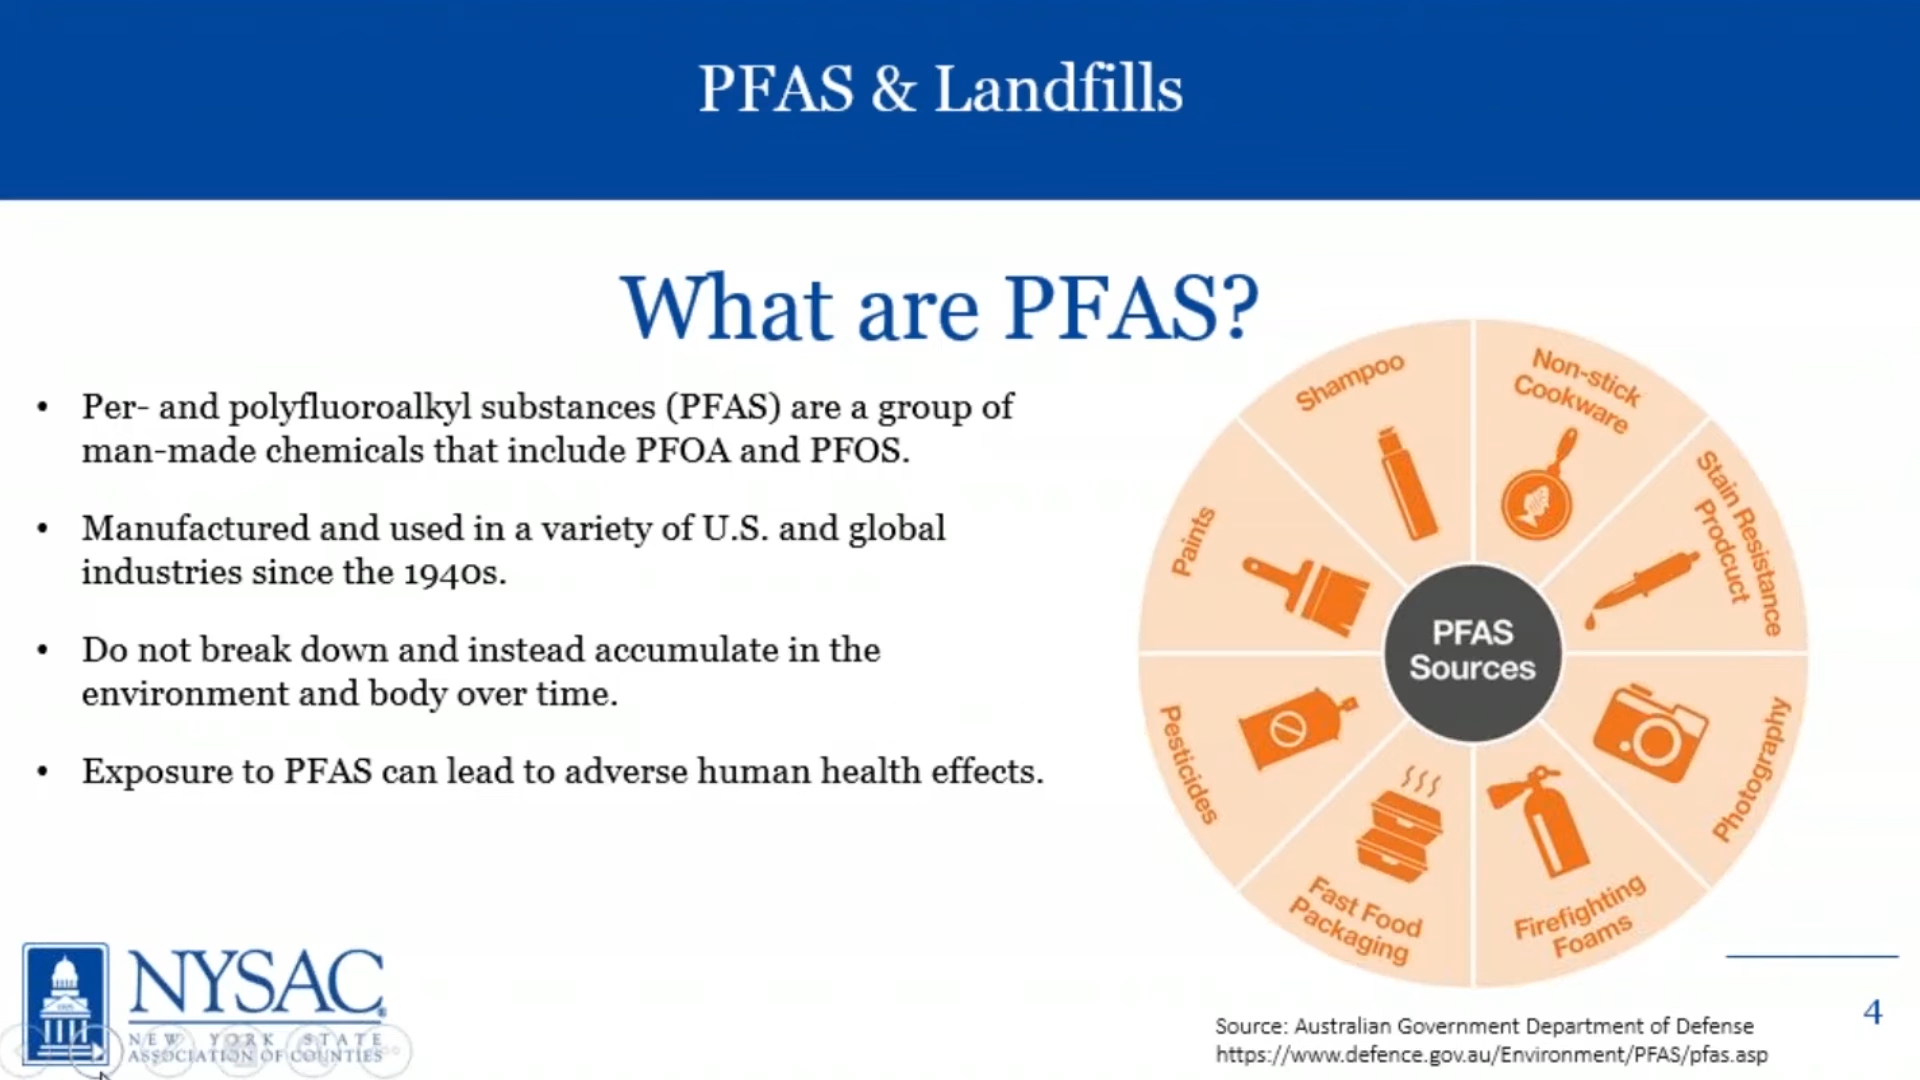 PFAS & Landfills
What are PFAS?
• Per- and polyfluoroalkyl substances (PFAS) are a group of
man-made chemicals that include PFOA and PFOS.
• Manufactured and used in a variety of U.S. and global
industries since the 1940s.
• Do not break down and instead accumulate in the
environment and body over time.
• Exposure to PFAS can lead to adverse human health effects.
Shampoo
Non-stick
Cookware
Stain Resistance
Prodcuct
Photography
Firefighting
Foams
Fast Food
Packaging
Pesticides
Paints
PFAS
Sources
NYSAC®
NEW YORK STATE
ASSOCIATION OF COUNTIES
4
Source: Australian Government Department of Defense
https://www.defence.gov.au/Environment/PFAS/pfas.asp